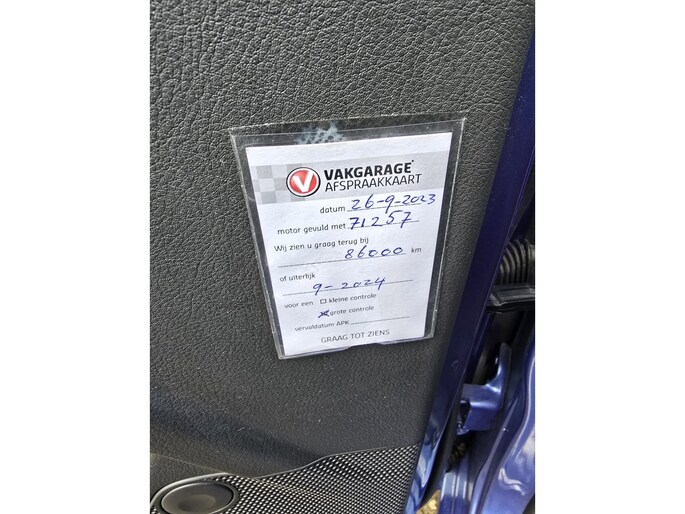 V VAKGARAGE
AFSPRAAKKAART
datum 26-9-2023
motor gevuld met 71257
Wij zien u graag terug bij
86000 km
of uiterlijk
9-2024
voor een kleine controle
grote controle
vervaldatum APK
GRAAG TOT ZIENS